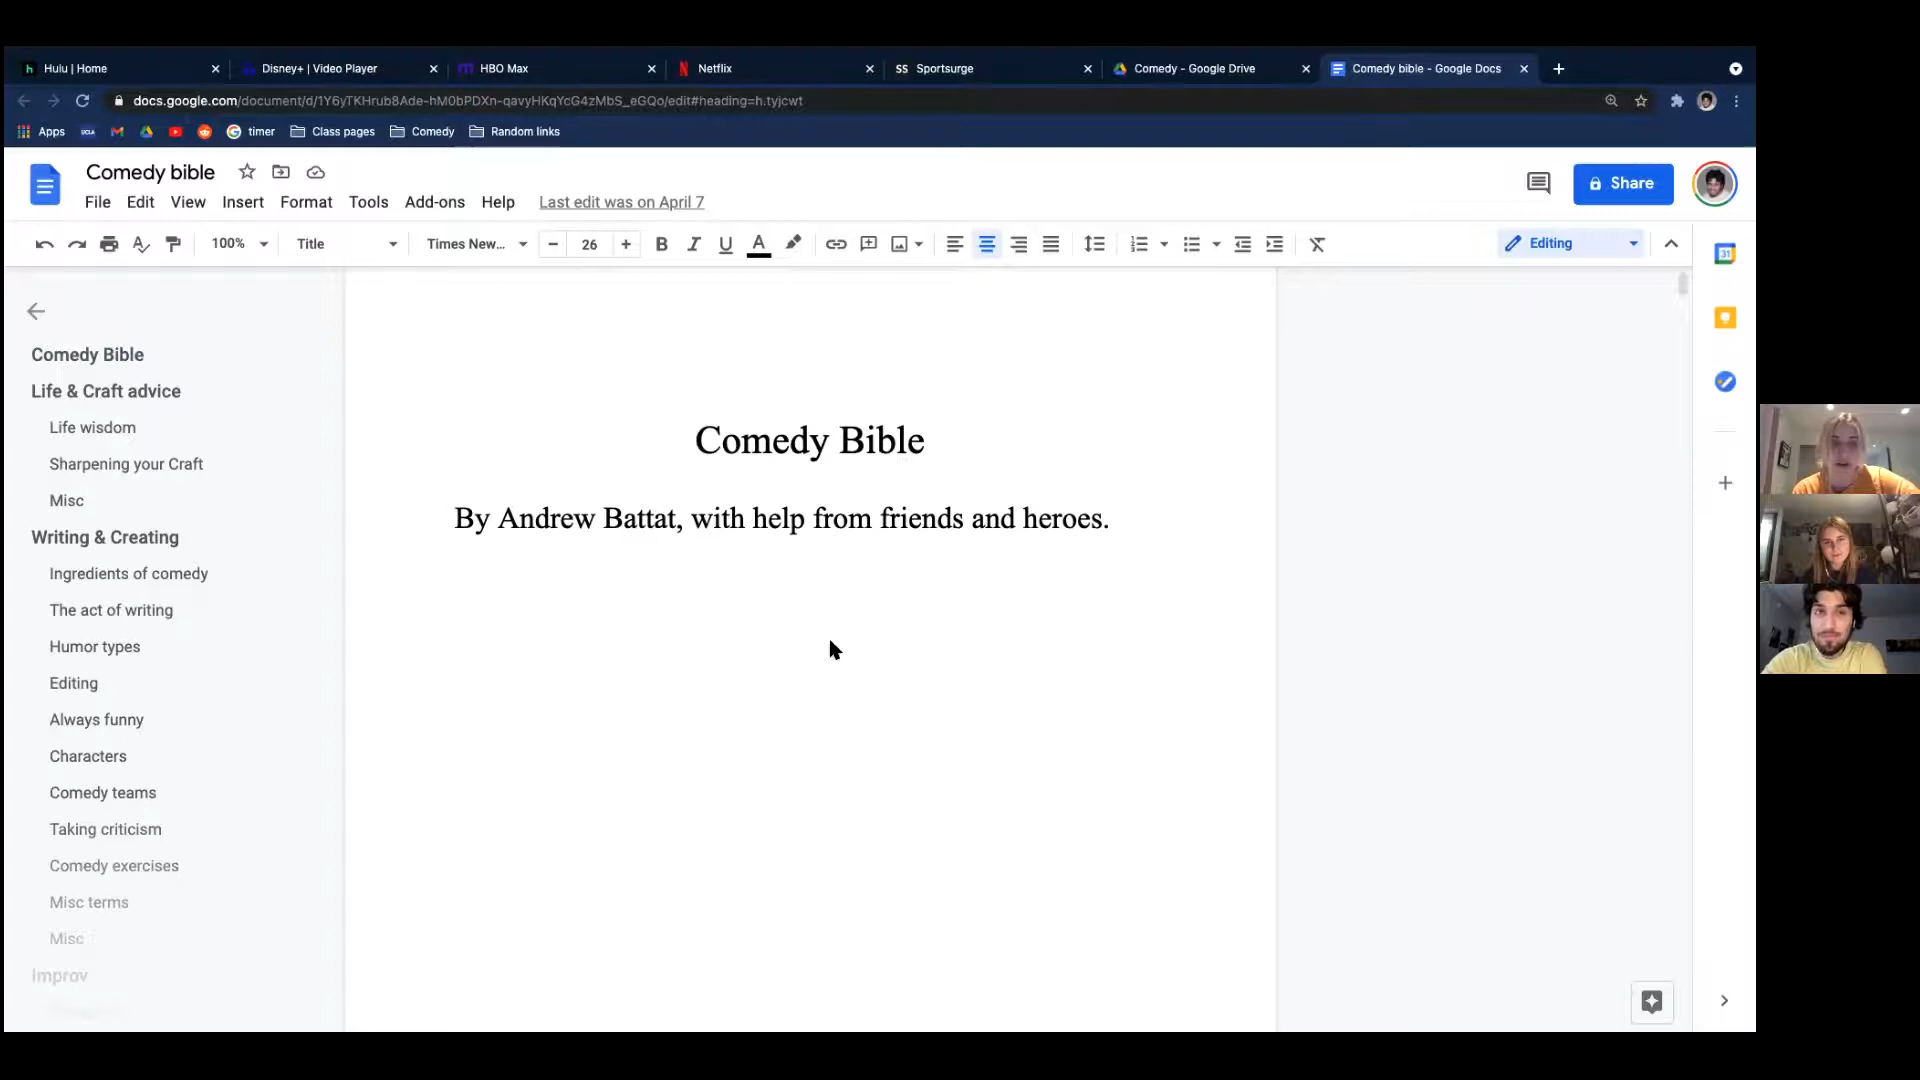 Hulu | Home
Disney+ | Video Player
HBO Max
Netflix
SS Sportsurge
Comedy - Google Drive
Comedy bible - Google Docs
docs.google.com/document/d/1Y6yTKHrub8Ade-hM0bPDXn-qavyHKqYcG4zMbS_eGQo/edit#heading=h.tyjcwt
Apps
UCLA
timer
Class pages
Comedy
Random links
Comedy bible
Share
File Edit View Insert Format Tools Add-ons Help Last edit was on April 7
100% Title Times New... 26 B I U A Editing
31
Comedy Bible
Life & Craft advice
Life wisdom
Sharpening your Craft
Misc
Writing & Creating
Ingredients of comedy
The act of writing
Humor types
Editing
Always funny
Characters
Comedy teams
Taking criticism
Comedy exercises
Misc terms
Misc
Improv
Comedy Bible
By Andrew Battat, with help from friends and heroes.